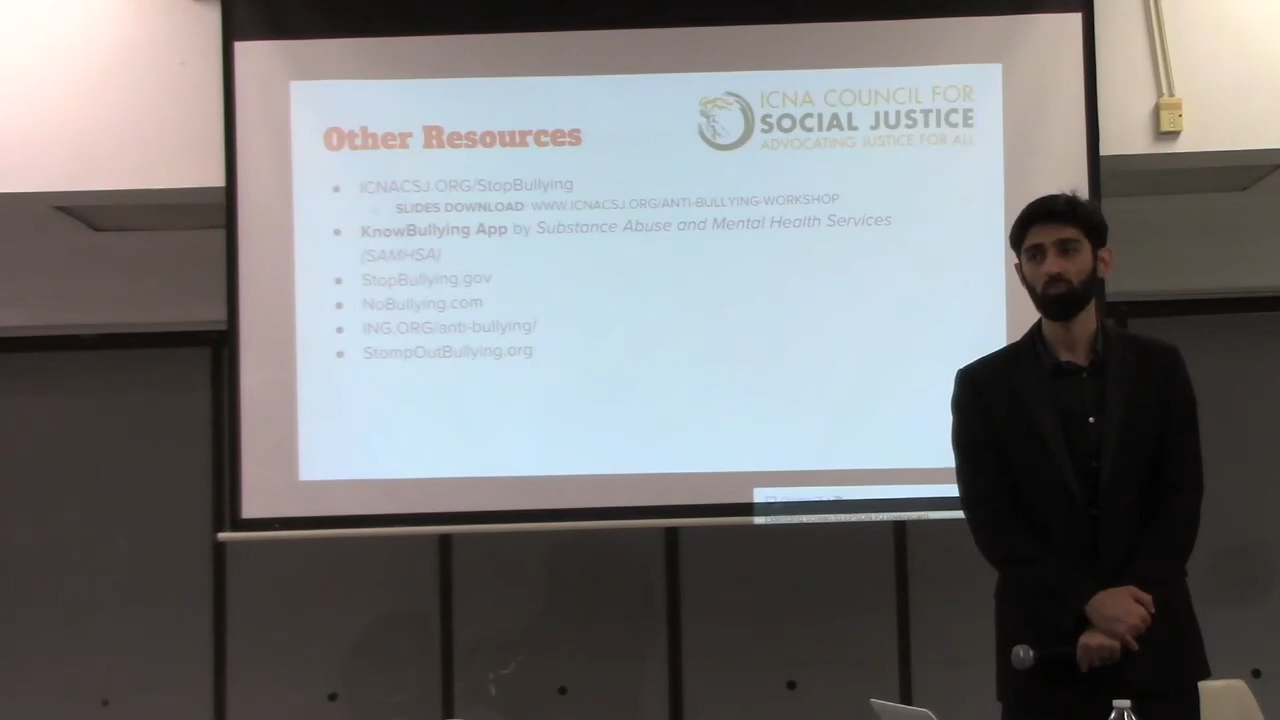 ICNA COUNCIL FOR
SOCIAL JUSTICE
ADVOCATING JUSTICE FOR ALL
Other Resources
ICNACSJ.ORG/StopBullying
SLIDES DOWNLOAD: WWW.ICNACSJ.ORG/ANTI-BULLYING-WORKSHOP
KnowBullying App by Substance Abuse and Mental Health Services
(SAMHSA)
StopBullying.gov
NoBullying.com
ING.ORG/anti-bullying/
StompOutBullying.org